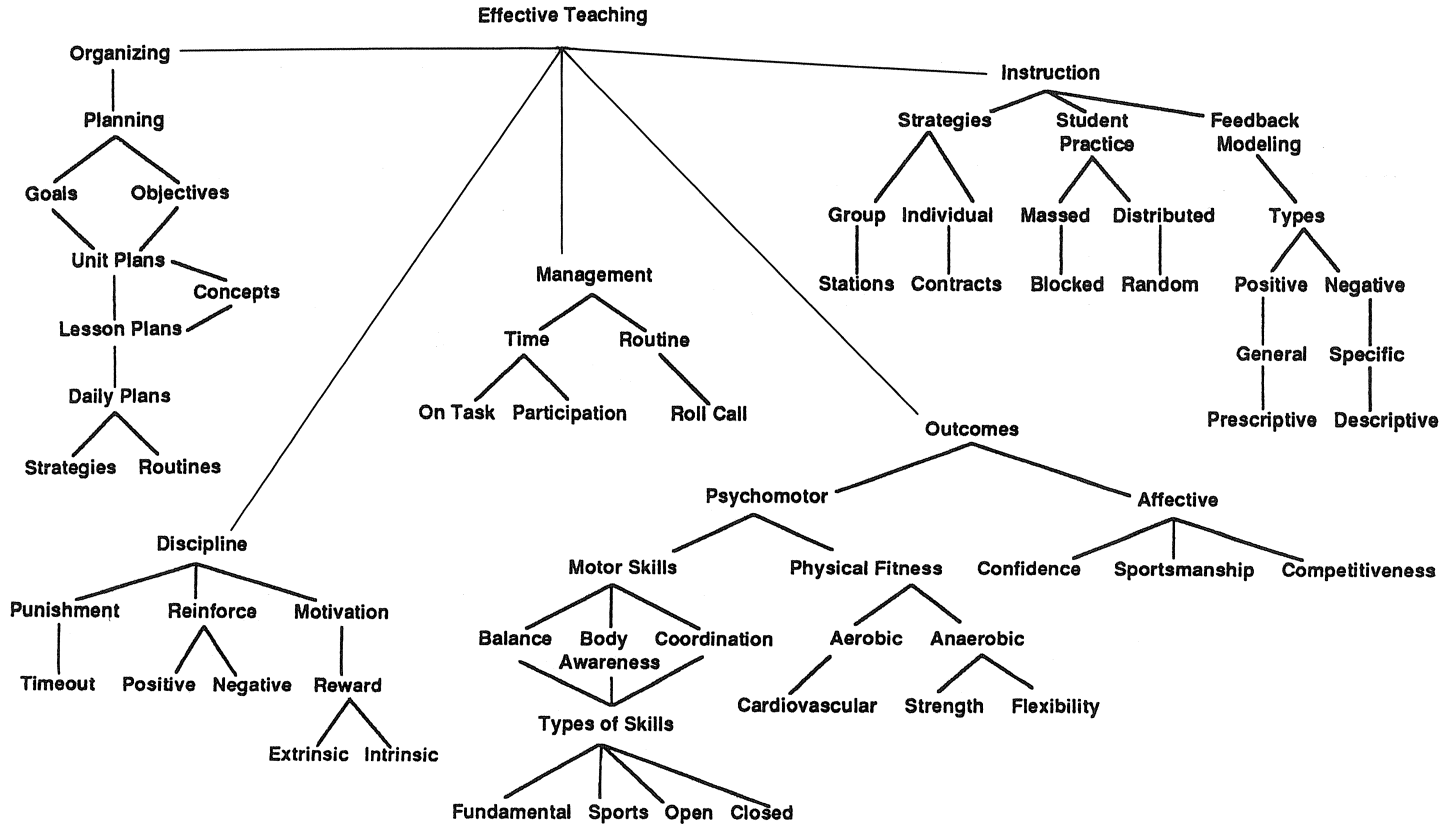 Effective Teaching
Organizing
Instruction
Planning
Strategies Student Feedback
Practice Modeling
Goals Objectives
Group Individual Massed Distributed Types
Unit Plans
Management
Stations Contracts Blocked Random Positive Negative
Concepts
Lesson Plans
Time Routine
General Specific
Daily Plans
On Task Participation Roll Call
Prescriptive Descriptive
Outcomes
Strategies Routines
Psychomotor Affective
Discipline
Motor Skills Physical Fitness Confidence Sportsmanship Competitiveness
Punishment Reinforce Motivation
Balance Body Coordination Aerobic Anaerobic
Awareness
Timeout Positive Negative Reward
Cardiovascular Strength Flexibility
Types of Skills
Extrinsic Intrinsic
Fundamental Sports Open Closed